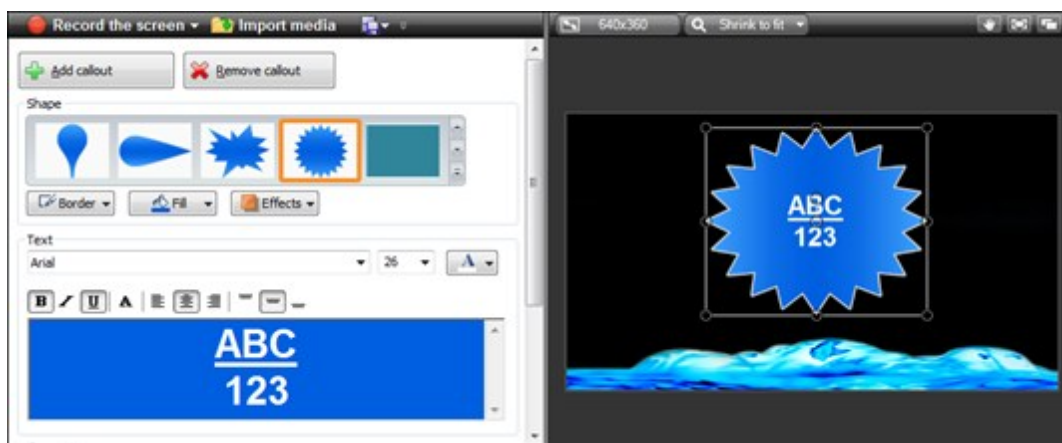 Record the screen
Import media
640x360
Shrink to fit
Add callout
Remove callout
Shape
Border
Fill
Effects
Text
Arial
26
A
B I U A
ABC
123
ABC
123